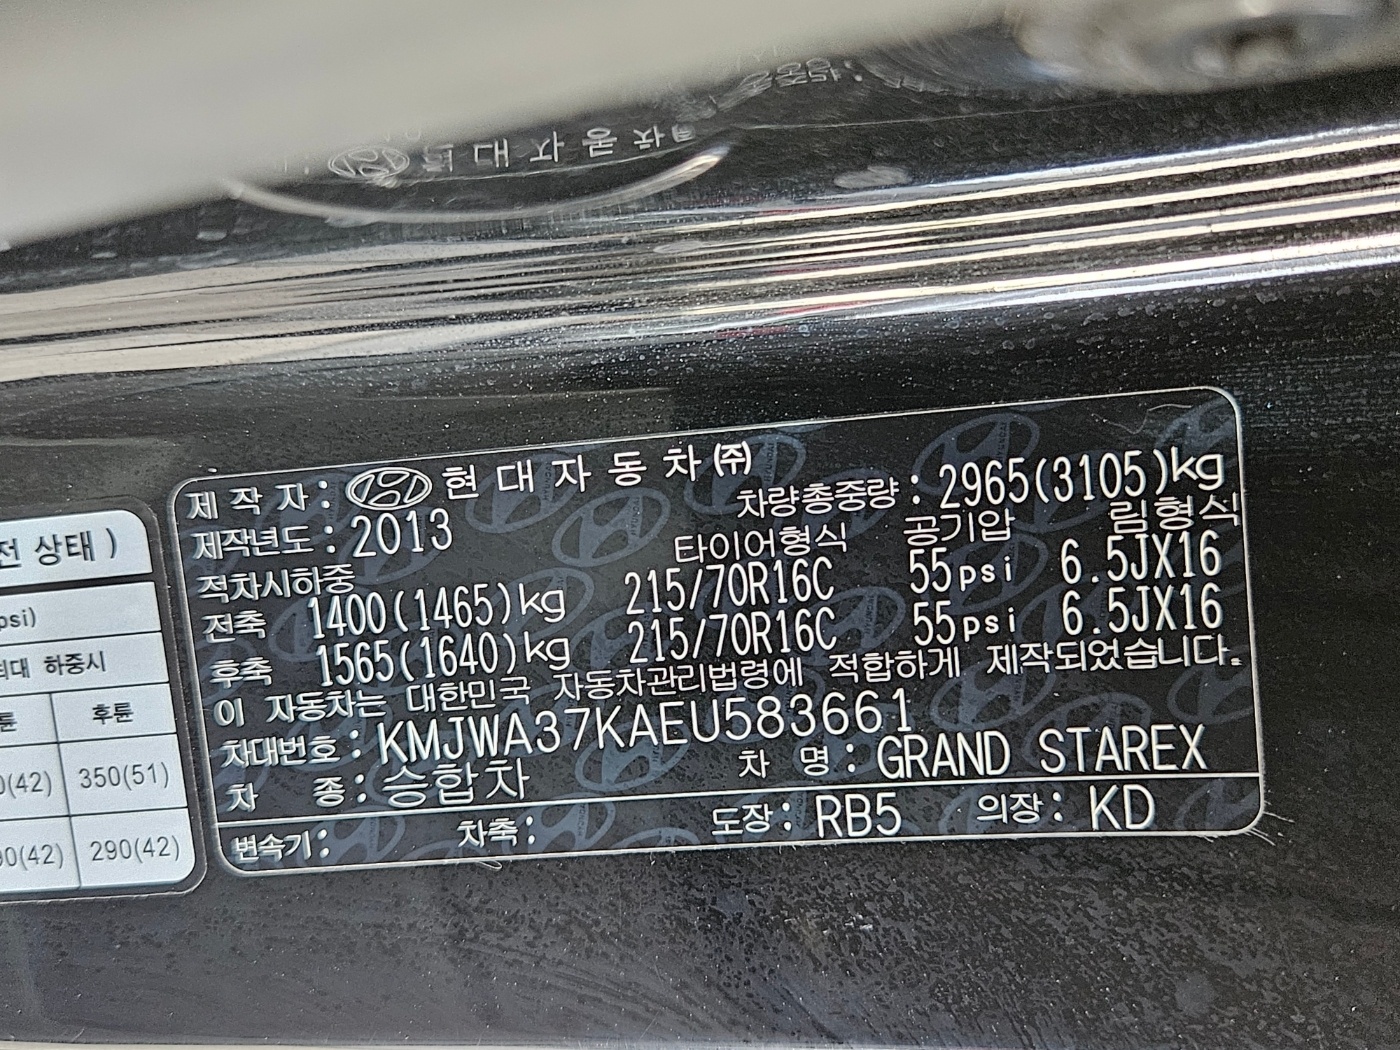 제 작 자 : 현 대 자 동 차 ㈜
제작년도 : 2013 차량총중량 : 2965(3105)kg
적차시하중 타이어형식 공기압 림형식
전축 1400(1465)kg 215/70R16C 55psi 6.5JX16
후축 1565(1640)kg 215/70R16C 55psi 6.5JX16
이 자동차는 대한민국 자동차관리법령에 적합하게 제작되었습니다.
차대번호 : KMJWA37KAEU583661
차 종 : 승합차 차 명 : GRAND STAREX
변속기 : 차축 : 도장 : RB5 의장 : KD
전 상태 )
psi)
최대 하중시
후륜
(42) 350(51)
0(42) 290(42)